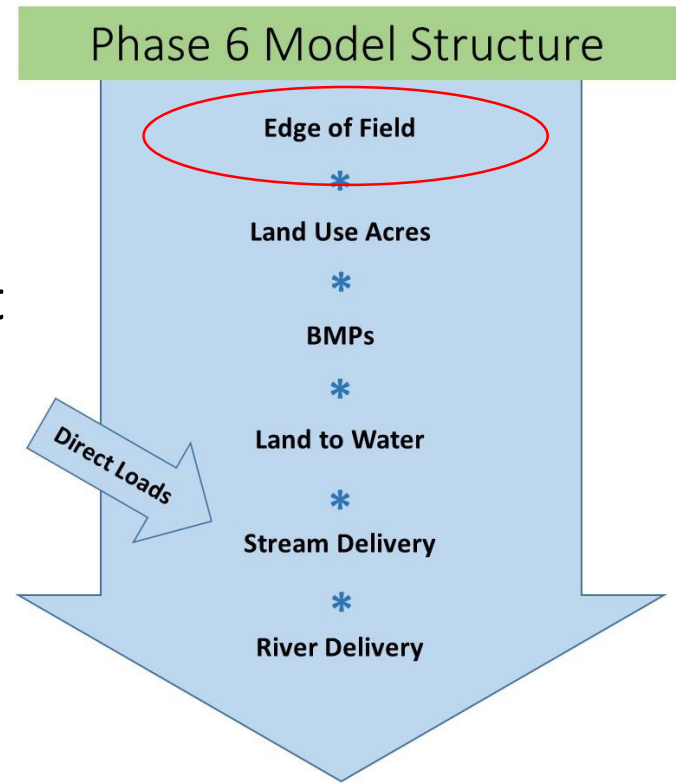 Phase 6 Model Structure
Edge of Field
*
Land Use Acres
*
BMPs
*
Land to Water
*
Direct Loads
Stream Delivery
*
River Delivery